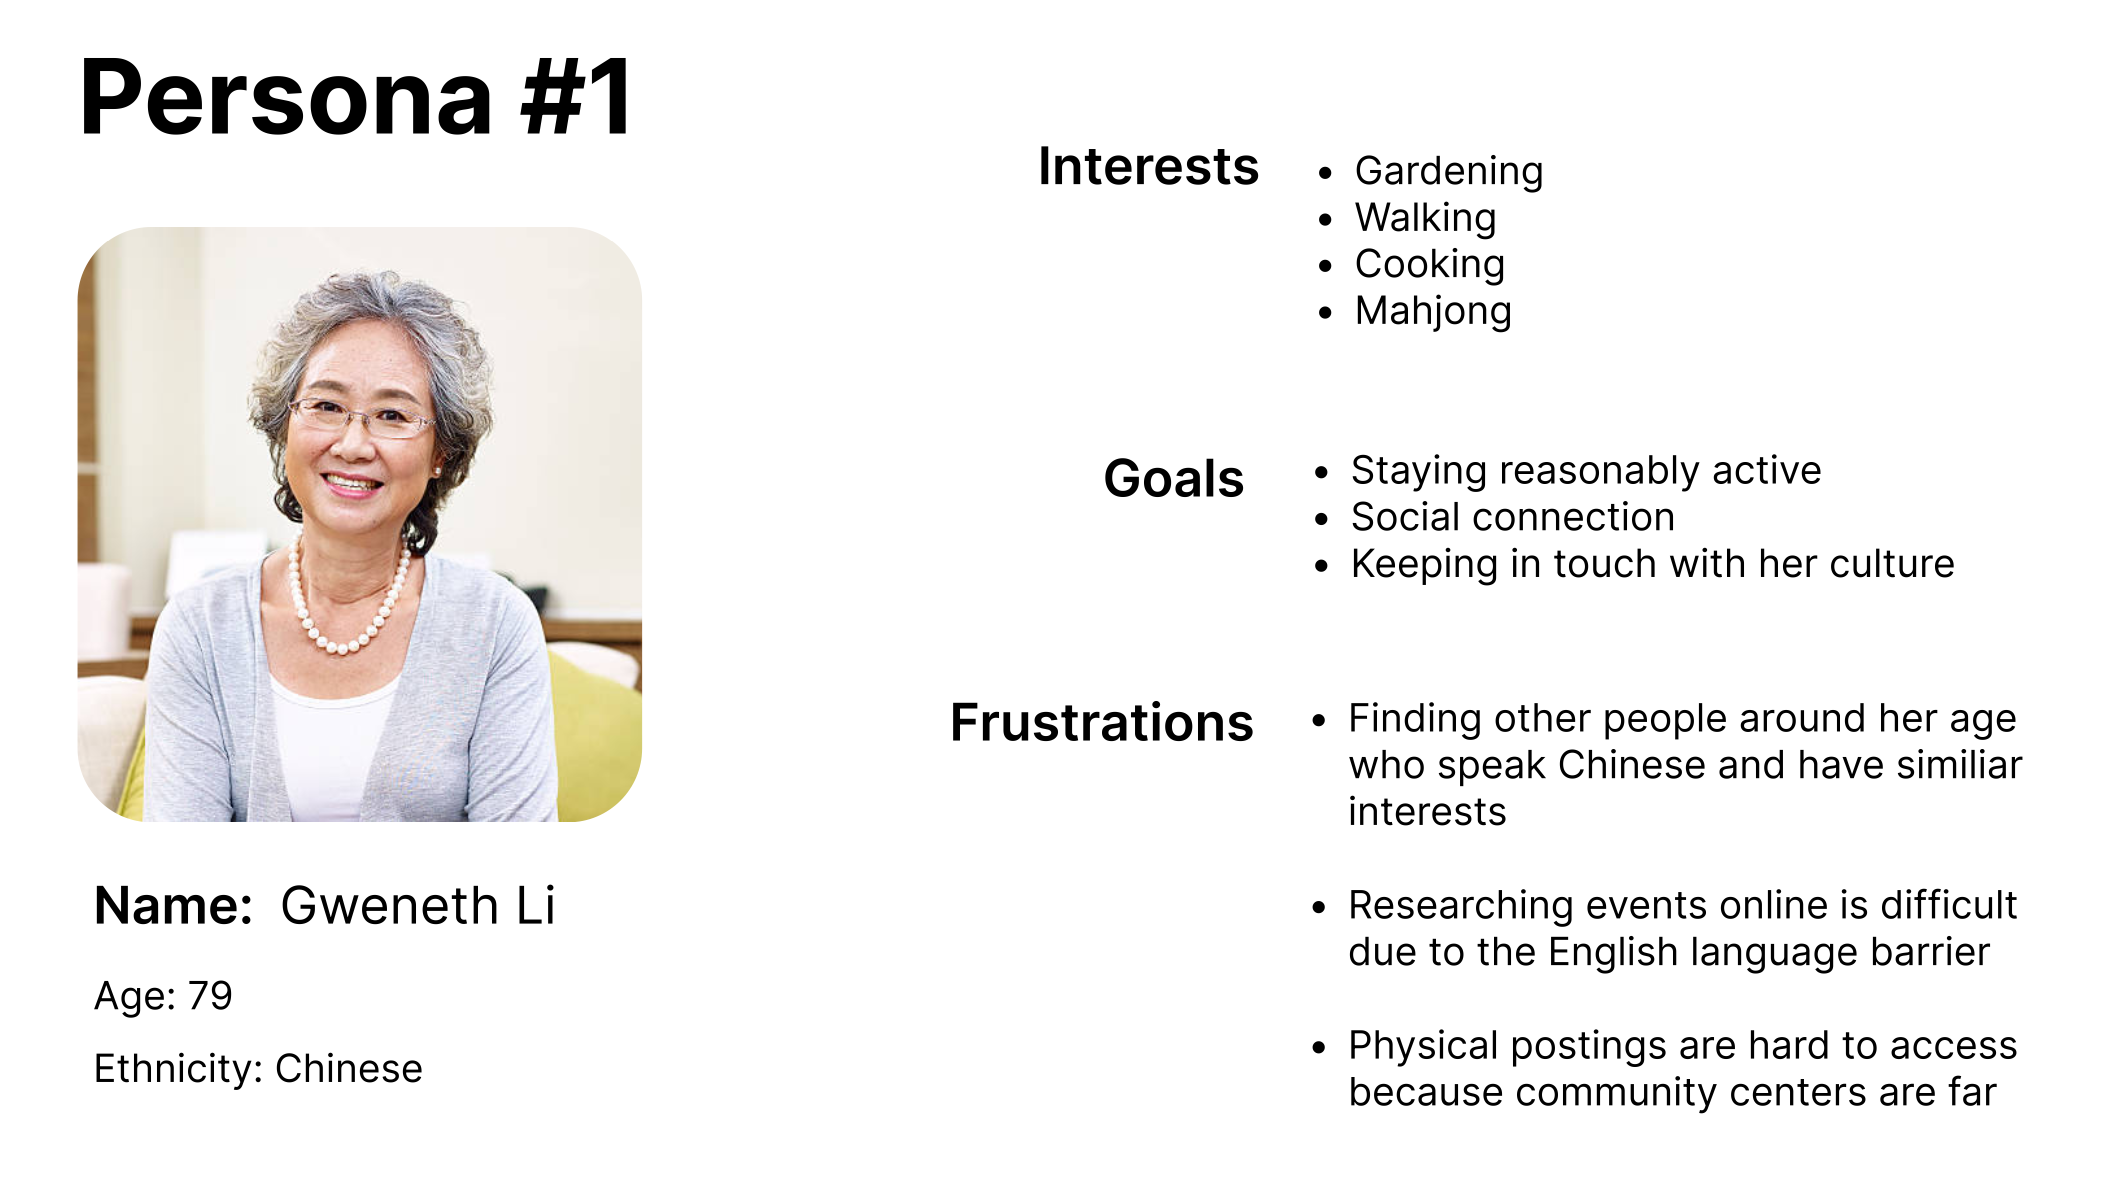 Persona #1
Name: Gweneth Li
Age: 79
Ethnicity: Chinese
Interests
• Gardening
• Walking
• Cooking
• Mahjong
Goals
• Staying reasonably active
• Social connection
• Keeping in touch with her culture
Frustrations
• Finding other people around her age
who speak Chinese and have similiar
interests
• Researching events online is difficult
due to the English language barrier
• Physical postings are hard to access
because community centers are far